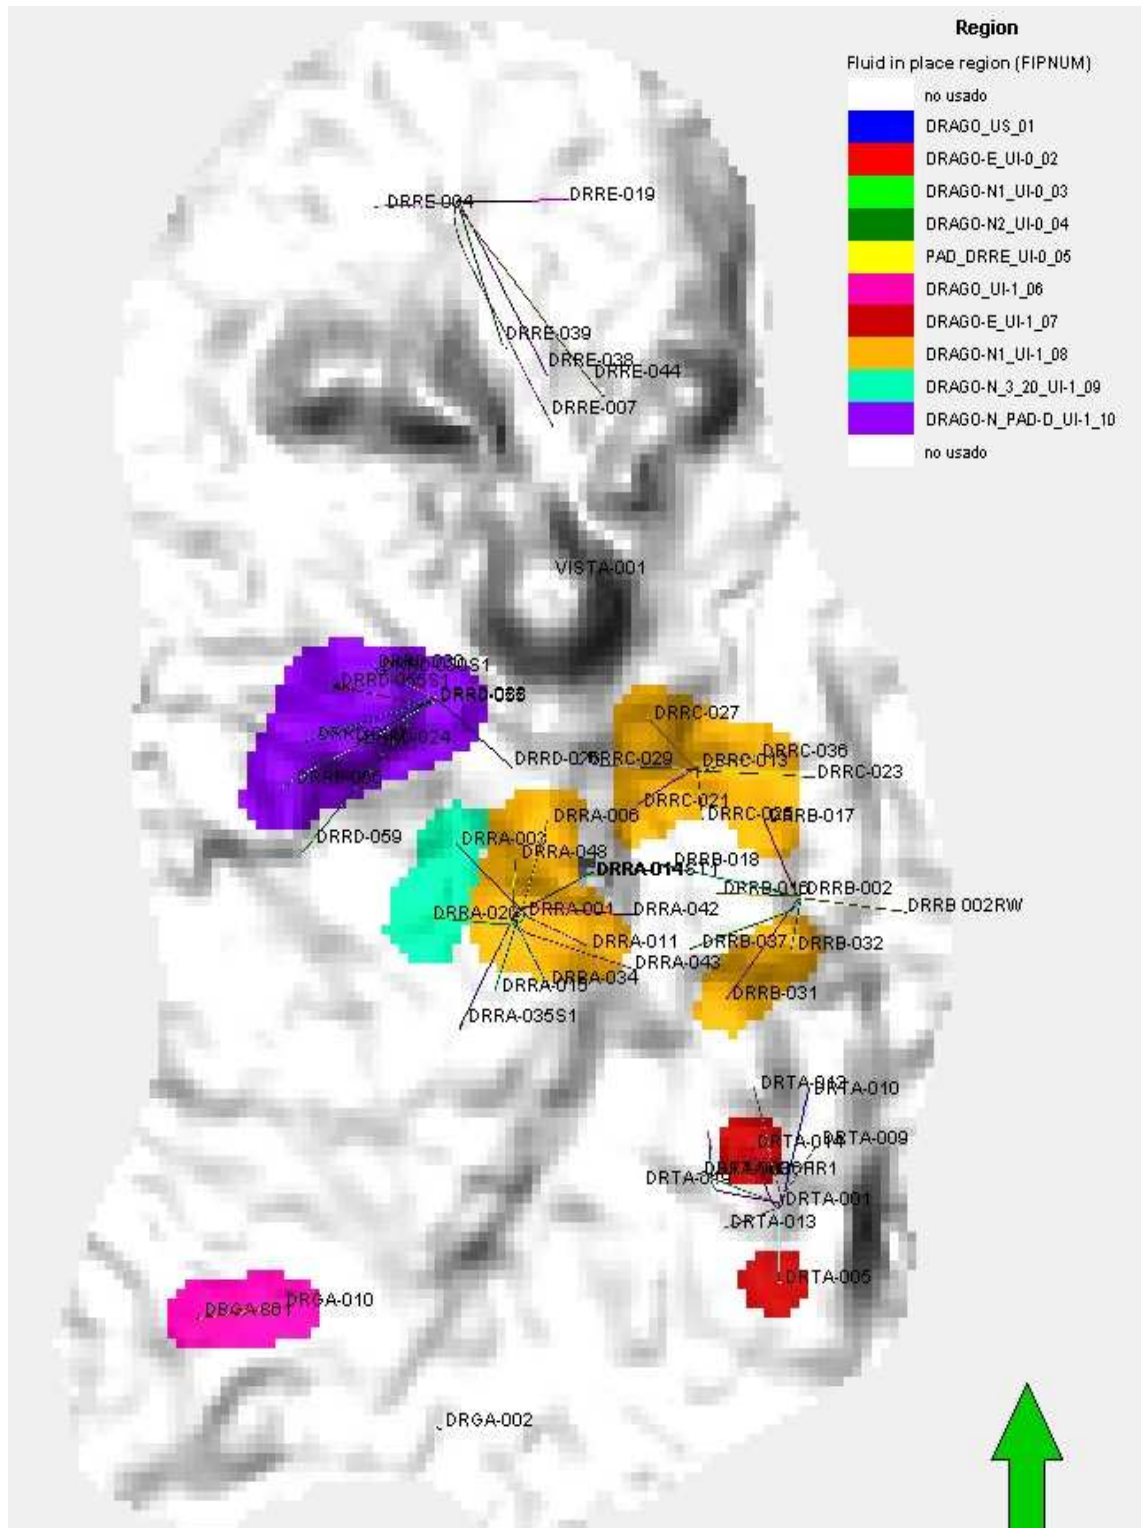 Region
Fluid in place region (FIPNUM)
no usado
DRAGO_US_01
DRAGO-E_UI-0_02
DRAGO-N1_UI-0_03
DRAGO-N2_UI-0_04
PAD_DRRE_UI-0_05
DRAGO_UI-1_06
DRAGO-E_UI-1_07
DRAGO-N1_UI-1_08
DRAGO-N_3_20_UI-1_09
DRAGO-N_PAD-D_UI-1_10
no usado
DRRE-004
DRRE-019
DRRE-039
DRRE-038
DRRE-044
DRRE-007
VISTA-001
DRRD-055S1
DRRC-027
DRRC-036
DRRC-029
DRRC-013
DRRC-023
DRRD-059
DRRC-021
DRRC-025
DRRB-017
DRRA-006
DRRA-003
DRRA-048
DRRB-018
DRRB-002
DRRA-001
DRRA-042
DRRB 002RW
DRRA-011
DRRB-037
DRRB-032
DRRA-043
DRRA-034
DRRA-015
DRRB-031
DRRA-035S1
DRTA-010
DRTA-014
DRTA-009
DRTA-001
DRTA-013
DRTA-005
DRGA-010
DRGA-002